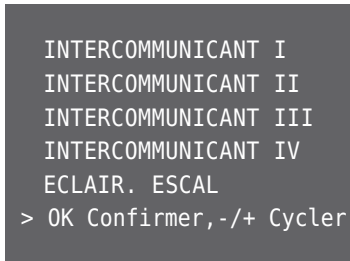 INTERCOMMUNICANT I
INTERCOMMUNICANT II
INTERCOMMUNICANT III
INTERCOMMUNICANT IV
ECLAIR. ESCAL
> OK Confirmer,-/+ Cycler